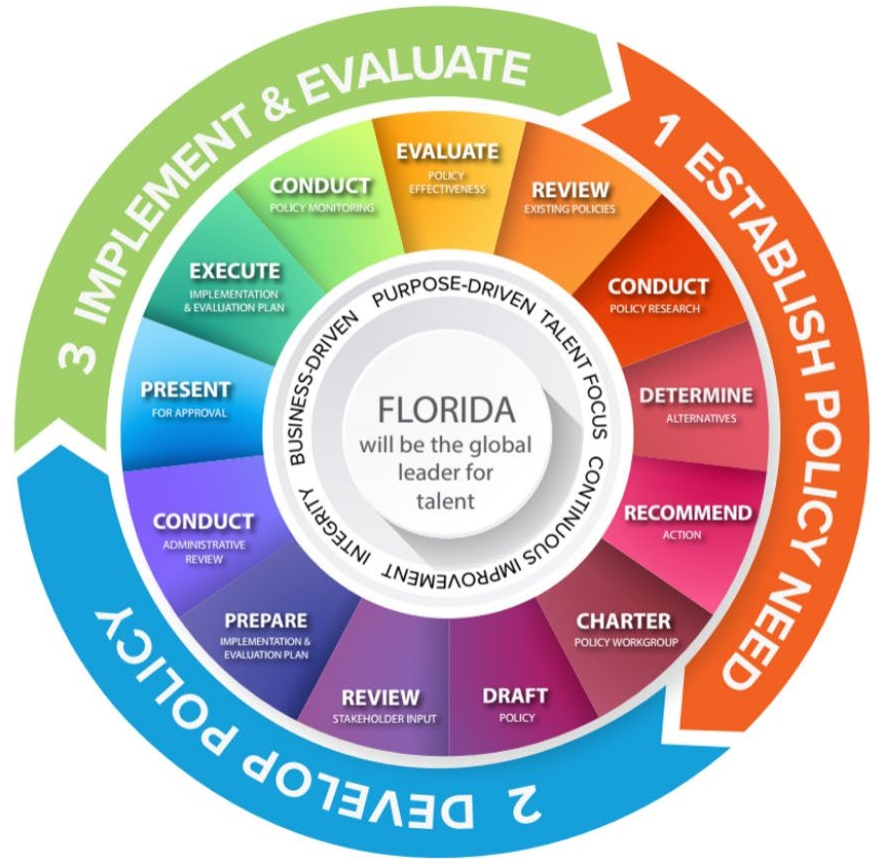 1 ESTABLISH POLICY NEED
2 DEVELOP POLICY
3 IMPLEMENT & EVALUATE
REVIEW
EXISTING POLICIES
CONDUCT
POLICY RESEARCH
DETERMINE
ALTERNATIVES
RECOMMEND
ACTION
CHARTER
POLICY WORKGROUP
DRAFT
POLICY
REVIEW
STAKEHOLDER INPUT
PREPARE
IMPLEMENTATION &
EVALUATION PLAN
CONDUCT
ADMINISTRATIVE
REVIEW
PRESENT
FOR APPROVAL
EXECUTE
IMPLEMENTATION
& EVALUATION PLAN
CONDUCT
POLICY MONITORING
EVALUATE
POLICY
EFFECTIVENESS
BUSINESS-DRIVEN
PURPOSE-DRIVEN
TALENT FOCUS
CONTINUOUS IMPROVEMENT
INTEGRITY
FLORIDA
will be the global
leader for
talent